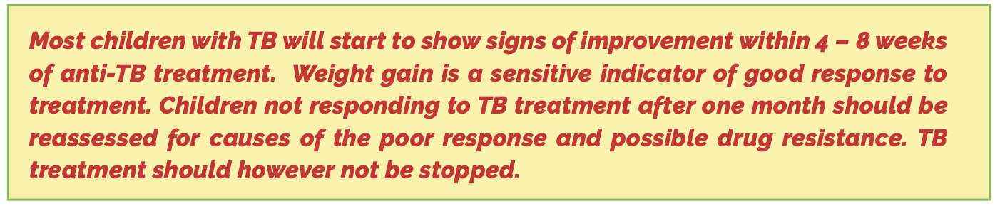 Most children with TB will start to show signs of improvement within 4 – 8 weeks
of anti-TB treatment. Weight gain is a sensitive indicator of good response to
treatment. Children not responding to TB treatment after one month should be
reassessed for causes of the poor response and possible drug resistance. TB
treatment should however not be stopped.